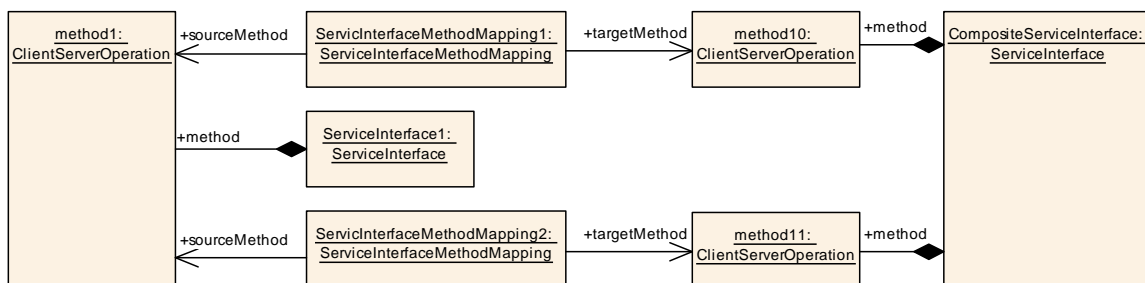 method1:
ClientServerOperation
+sourceMethod
ServicInterfaceMethodMapping1:
ServiceInterfaceMethodMapping
+targetMethod
method10:
ClientServerOperation
+method
CompositeServiceInterface:
ServiceInterface
+method
ServiceInterface1:
ServiceInterface
+sourceMethod
ServicInterfaceMethodMapping2:
ServiceInterfaceMethodMapping
+targetMethod
method11:
ClientServerOperation
+method